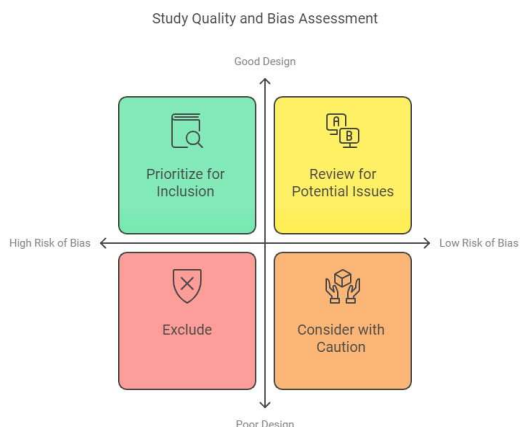 Study Quality and Bias Assessment
Good Design
Prioritize for
Inclusion
A
B
Review for
Potential Issues
High Risk of Bias
Low Risk of Bias
Exclude
Consider with
Caution
Poor Design